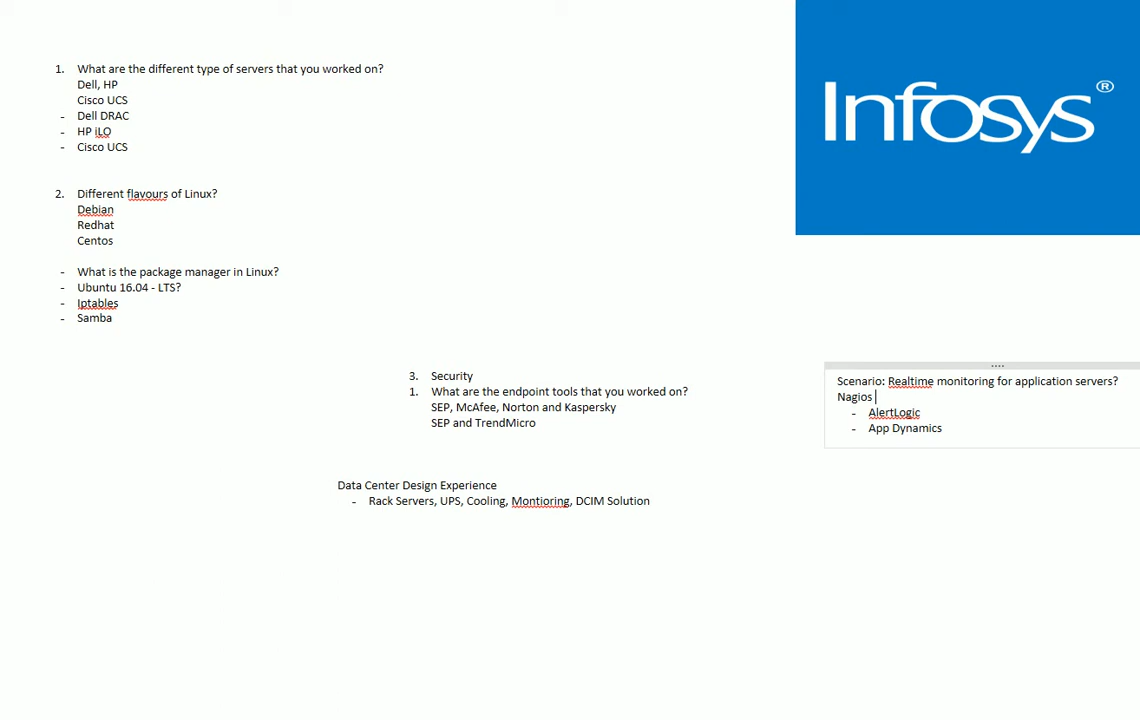 1. What are the different type of servers that you worked on?
Dell, HP
Cisco UCS
- Dell DRAC
- HP iLO
- Cisco UCS
2. Different flavours of Linux?
Debian
Redhat
Centos
- What is the package manager in Linux?
- Ubuntu 16.04 - LTS?
- Iptables
- Samba
Infosys®
3. Security
1. What are the endpoint tools that you worked on?
SEP, McAfee, Norton and Kaspersky
SEP and TrendMicro
Scenario: Realtime monitoring for application servers?
Nagios
- AlertLogic
- App Dynamics
Data Center Design Experience
- Rack Servers, UPS, Cooling, Montioring, DCIM Solution